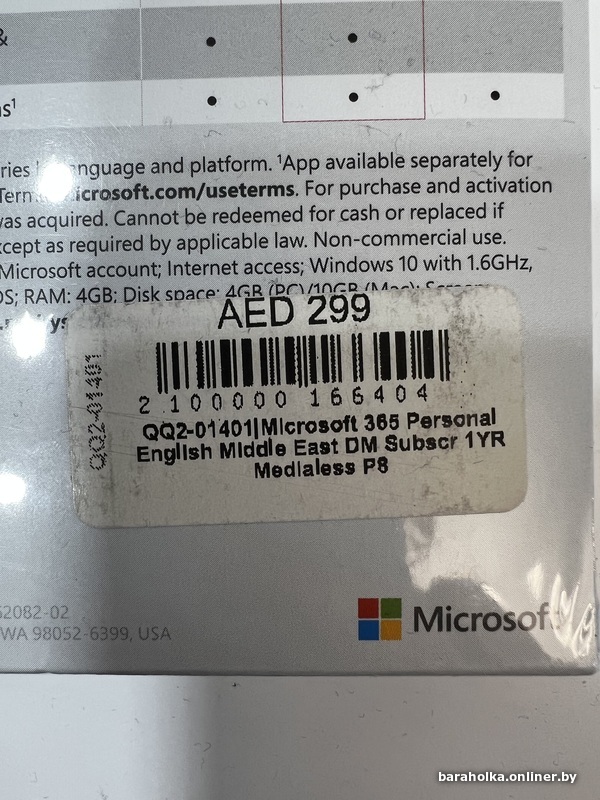 &
s¹
ries language and platform. ¹App available separately for
icrosoft.com/useterms. For purchase and activation
was acquired. Cannot be redeemed for cash or replaced if
xcept as required by applicable law. Non-commercial use.
Microsoft account; Internet access; Windows 10 with 1.6GHz,
OS; RAM: 4GB; Disk space: 4GB (PC)/10GB (Mac);
AED 299
QQ2-01401
2 100000 166404
QQ2-01401|Microsoft 365 Personal
English Middle East DM Subscr 1YR
Medialess P8
62082-02
WA 98052-6399, USA
Microsoft
baraholka.onliner.by